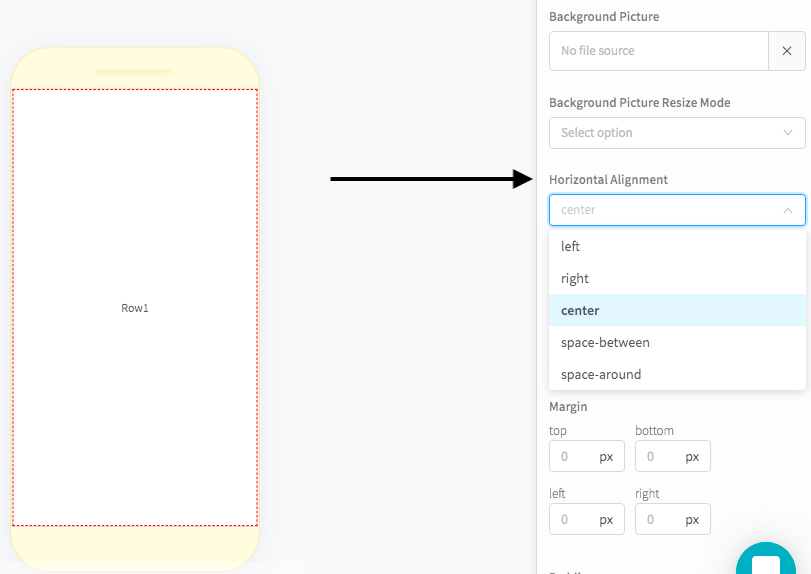 Background Picture
No file source
Background Picture Resize Mode
Select option
Horizontal Alignment
center
left
right
center
space-between
space-around
Row1
Margin
top bottom
0 px 0 px
left right
0 px 0 px